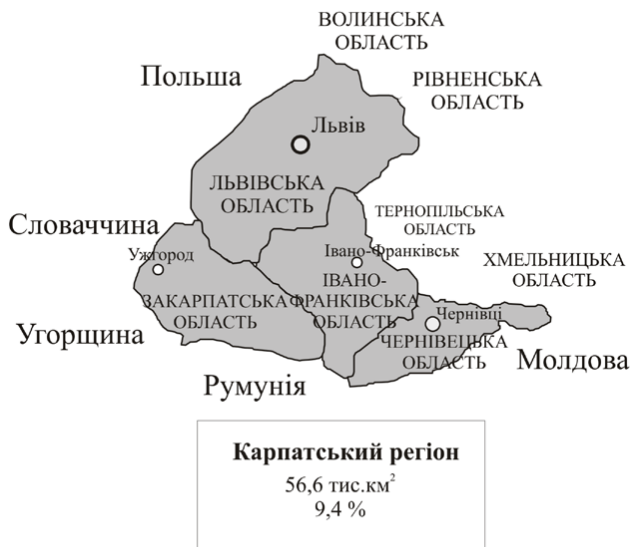 ВОЛИНСЬКА
ОБЛАСТЬ
Польша
РІВНЕНСЬКА
ОБЛАСТЬ
Львів
ЛЬВІВСЬКА
ОБЛАСТЬ
ТЕРНОПІЛЬСЬКА
ОБЛАСТЬ
Словаччина
Ужгород
Івано-Франківськ
ХМЕЛЬНИЦЬКА
ОБЛАСТЬ
ЗАКАРПАТСЬКА
ОБЛАСТЬ
ІВАНО-
ФРАНКІВСЬКА
ОБЛАСТЬ
Чернівці
ЧЕРНІВЕЦЬКА
ОБЛАСТЬ
Угорщина
Молдова
Румунія
Карпатський регіон
56,6 тис.км²
9,4 %